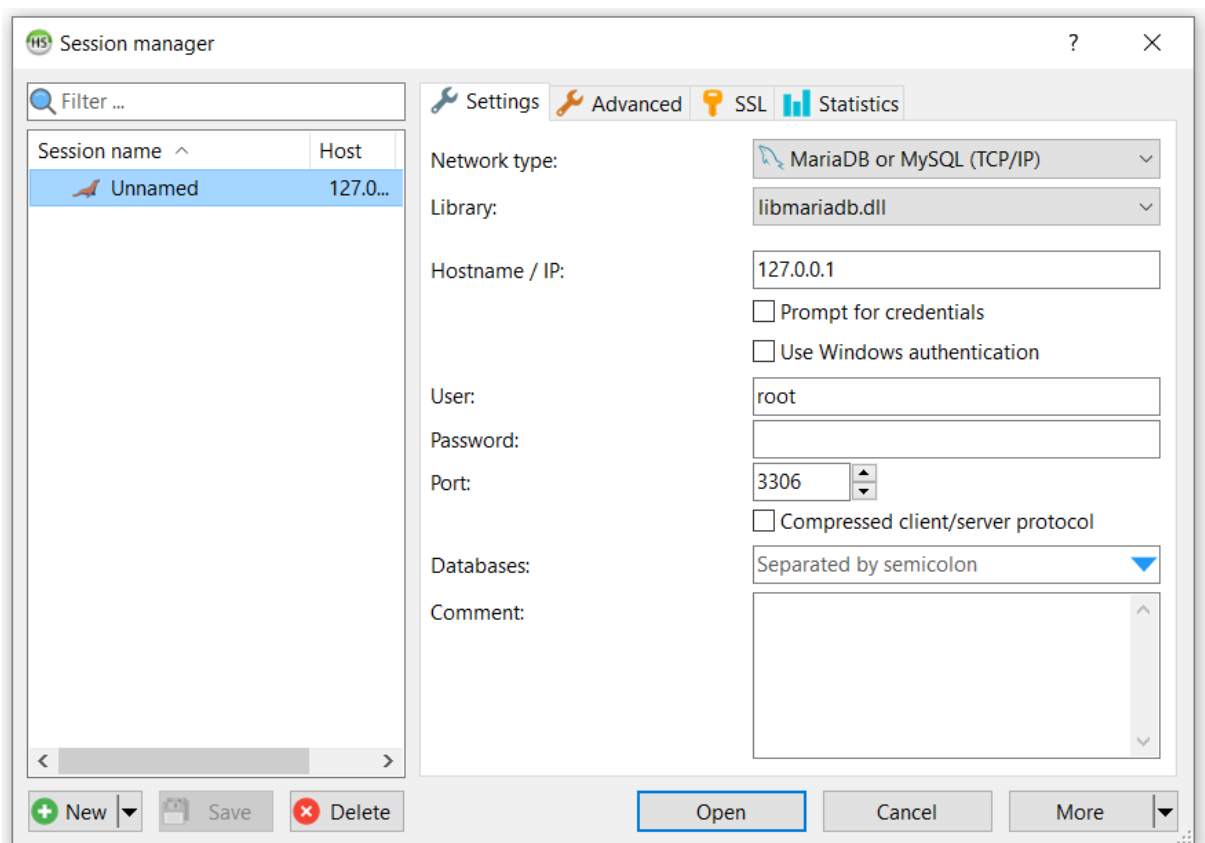 HS Session manager ?
Filter ...
Settings Advanced SSL Statistics
Session name Host
Unnamed 127.0...
Network type: MariaDB or MySQL (TCP/IP)
Library: libmariadb.dll
Hostname / IP: 127.0.0.1
Prompt for credentials
Use Windows authentication
User: root
Password:
Port: 3306
Compressed client/server protocol
Databases: Separated by semicolon
Comment:
New Save Delete Open Cancel More